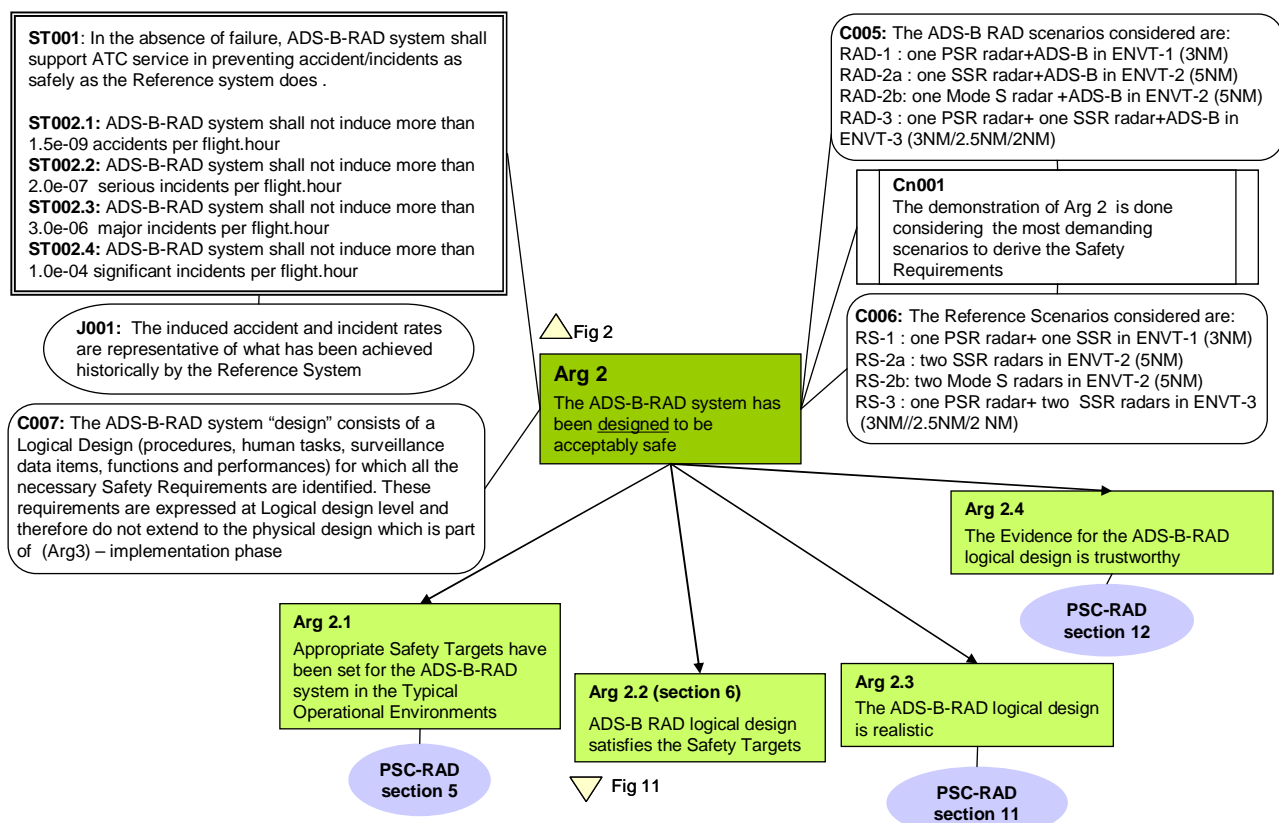 ST001: In the absence of failure, ADS-B-RAD system shall
support ATC service in preventing accident/incidents as
safely as the Reference system does .
ST002.1: ADS-B-RAD system shall not induce more than
1.5e-09 accidents per flight.hour
ST002.2: ADS-B-RAD system shall not induce more than
2.0e-07 serious incidents per flight.hour
ST002.3: ADS-B-RAD system shall not induce more than
3.0e-06 major incidents per flight.hour
ST002.4: ADS-B-RAD system shall not induce more than
1.0e-04 significant incidents per flight.hour
J001: The induced accident and incident rates
are representative of what has been achieved
historically by the Reference System
C007: The ADS-B-RAD system “design” consists of a
Logical Design (procedures, human tasks, surveillance
data items, functions and performances) for which all the
necessary Safety Requirements are identified. These
requirements are expressed at Logical design level and
therefore do not extend to the physical design which is part
of (Arg3) – implementation phase
C005: The ADS-B RAD scenarios considered are:
RAD-1 : one PSR radar+ADS-B in ENVT-1 (3NM)
RAD-2a : one SSR radar+ADS-B in ENVT-2 (5NM)
RAD-2b: one Mode S radar +ADS-B in ENVT-2 (5NM)
RAD-3 : one PSR radar+ one SSR radar+ADS-B in
ENVT-3 (3NM/2.5NM/2NM)
Cn001
The demonstration of Arg 2 is done
considering the most demanding
scenarios to derive the Safety
Requirements
C006: The Reference Scenarios considered are:
RS-1 : one PSR radar+ one SSR in ENVT-1 (3NM)
RS-2a : two SSR radars in ENVT-2 (5NM)
RS-2b: two Mode S radars in ENVT-2 (5NM)
RS-3 : one PSR radar+ two SSR radars in ENVT-3
(3NM//2.5NM/2 NM)
Fig 2
Arg 2
The ADS-B-RAD system has
been designed to be
acceptably safe
Arg 2.1
Appropriate Safety Targets have
been set for the ADS-B-RAD
system in the Typical
Operational Environments
PSC-RAD
section 5
Arg 2.2 (section 6)
ADS-B RAD logical design
satisfies the Safety Targets
Fig 11
Arg 2.3
The ADS-B-RAD logical design
is realistic
PSC-RAD
section 11
Arg 2.4
The Evidence for the ADS-B-RAD
logical design is trustworthy
PSC-RAD
section 12